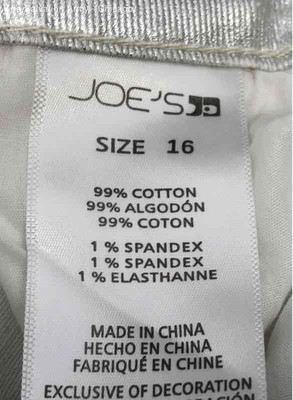 JOE'S
SIZE 16
99% COTTON
99% ALGODÓN
99% COTON
1% SPANDEX
1% SPANDEX
1% ELASTHANNE
MADE IN CHINA
HECHO EN CHINA
FABRIQUÉ EN CHINE
EXCLUSIVE OF DECORATION